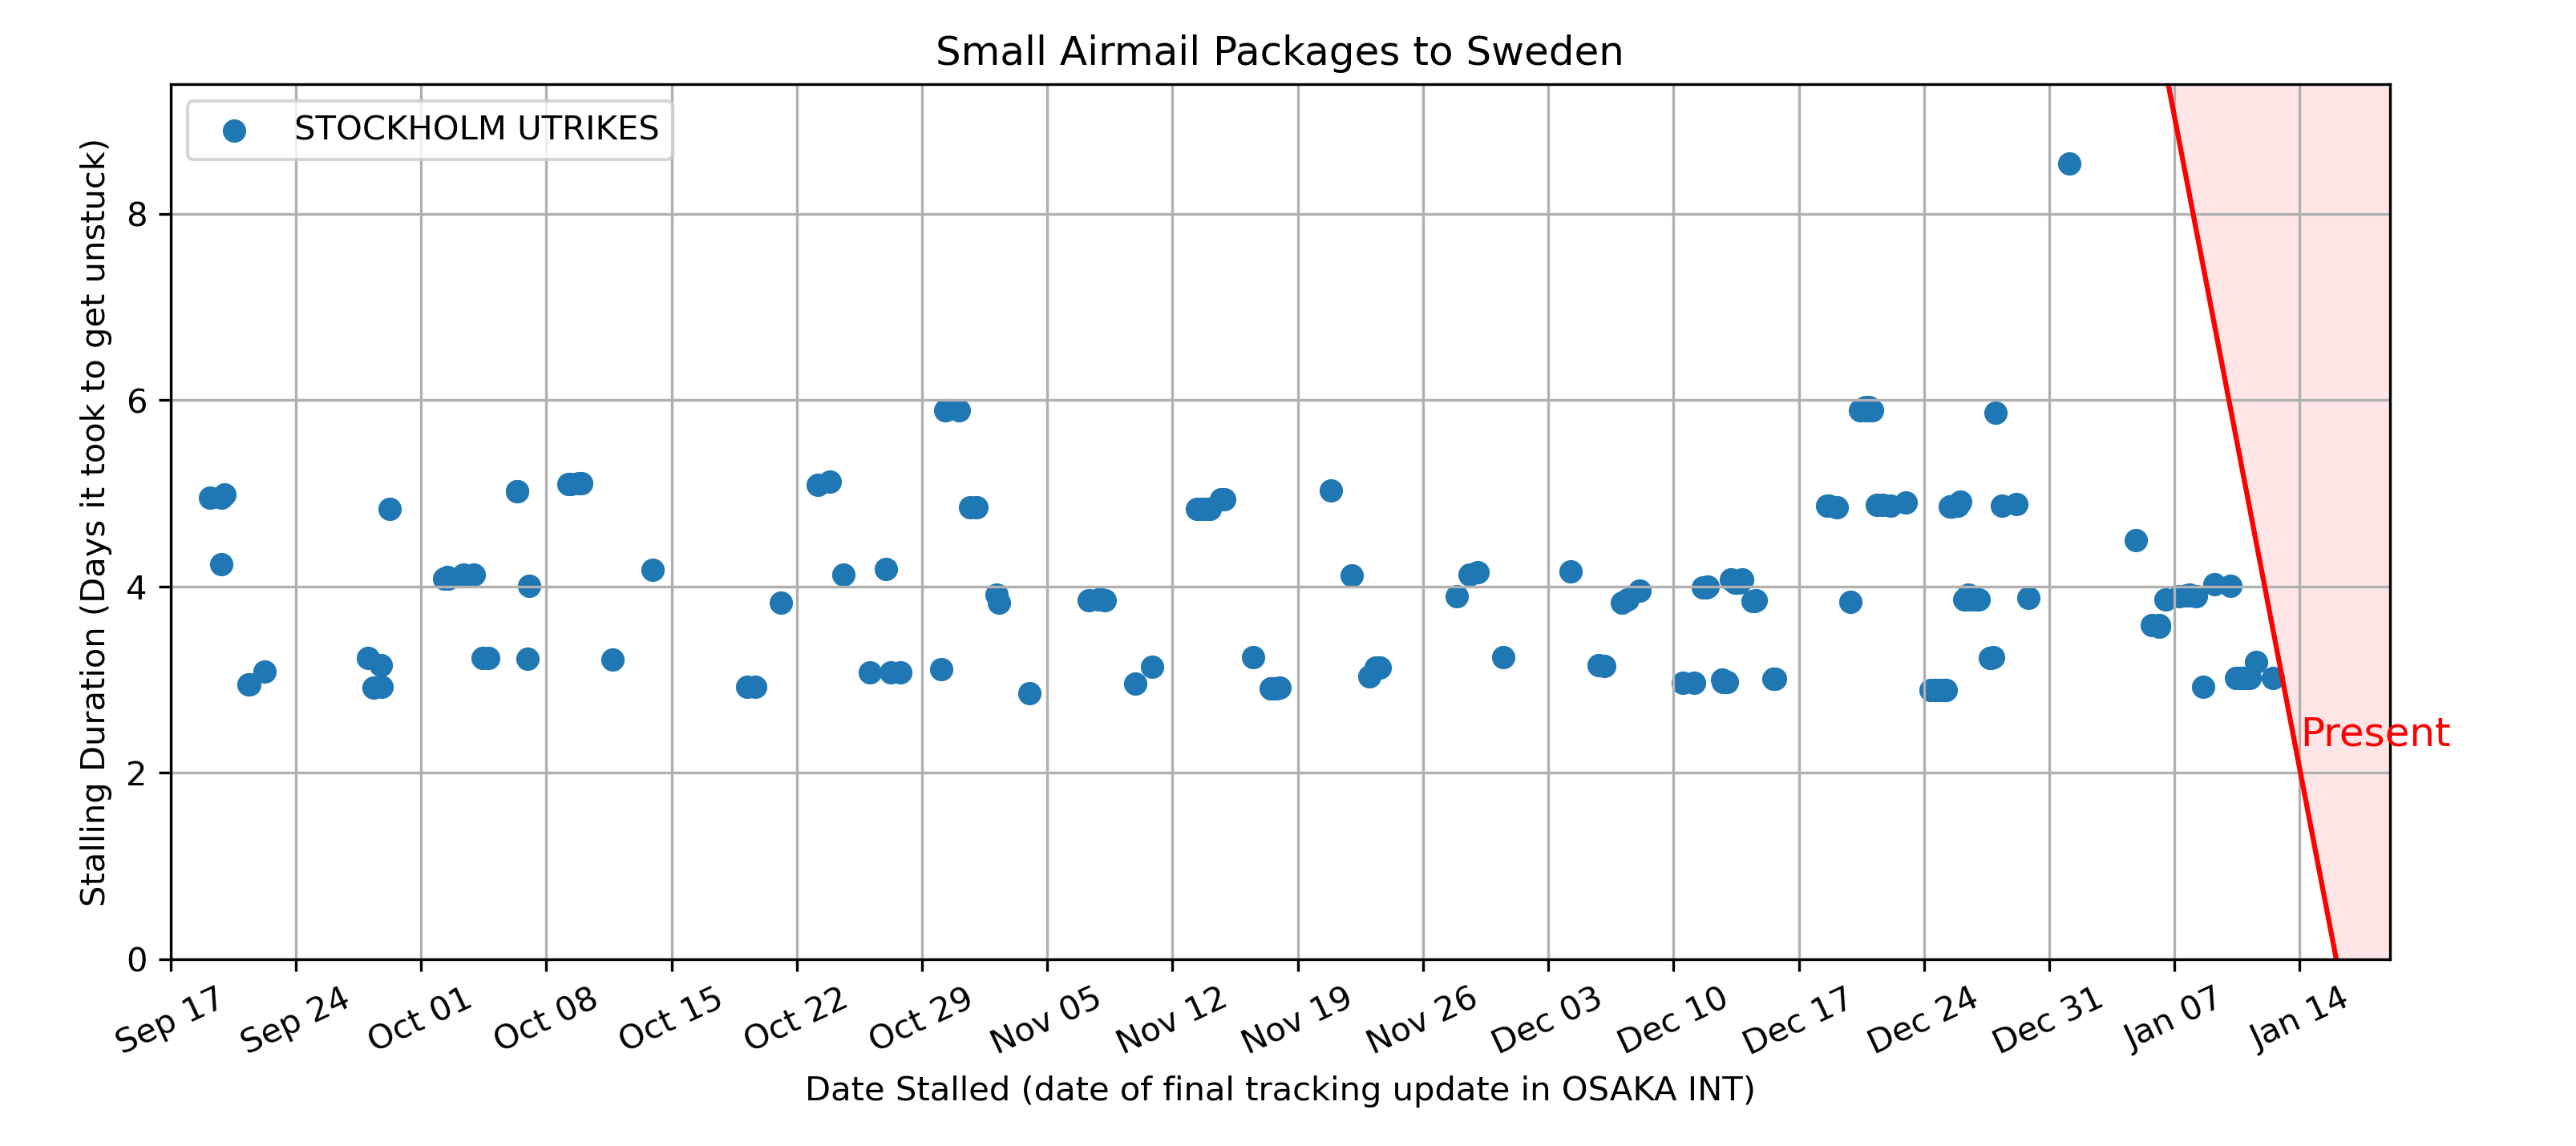 Small Airmail Packages to Sweden
STOCKHOLM UTRIKES
Stalling Duration (Days it took to get unstuck)
8
6
4
2
0
Present
Sep 17
Sep 24
Oct 01
Oct 08
Oct 15
Oct 22
Oct 29
Nov 05
Nov 12
Nov 19
Nov 26
Dec 03
Dec 10
Dec 17
Dec 24
Dec 31
Jan 07
Jan 14
Date Stalled (date of final tracking update in OSAKA INT)